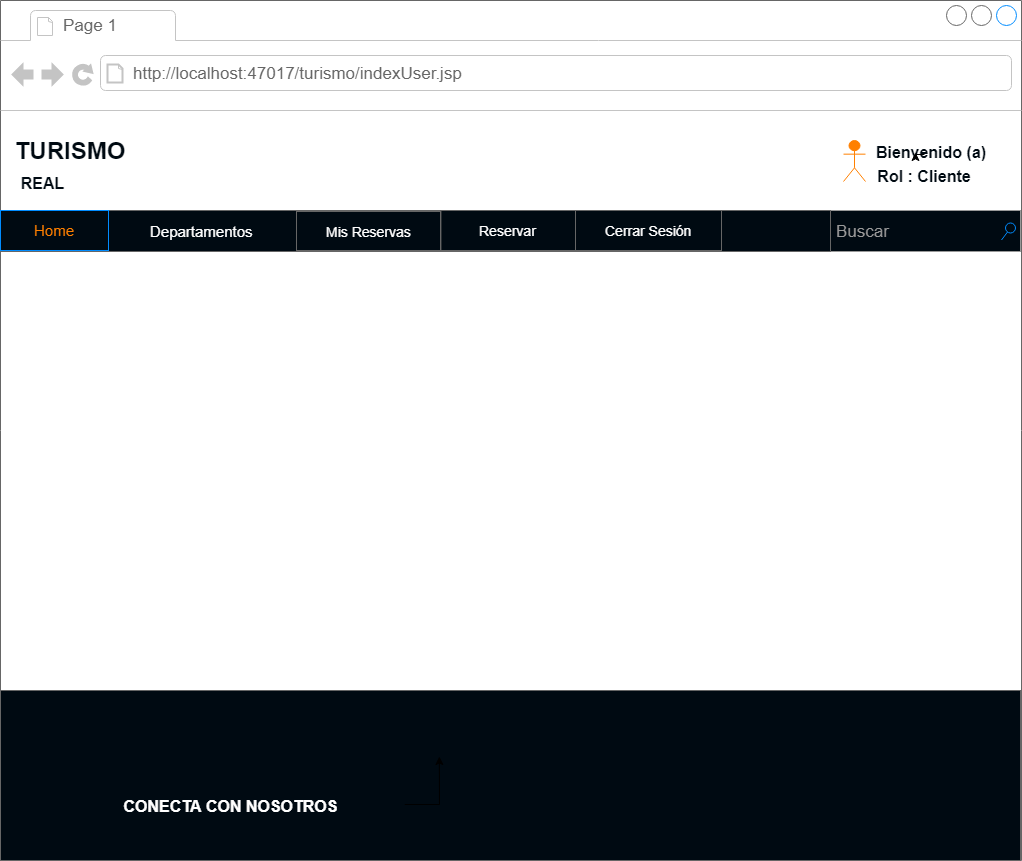 Page 1
http://localhost:47017/turismo/indexUser.jsp
TURISMO
REAL
Bienvenido (a)
Rol : Cliente
Home
Departamentos
Mis Reservas
Reservar
Cerrar Sesión
Buscar
CONECTA CON NOSOTROS